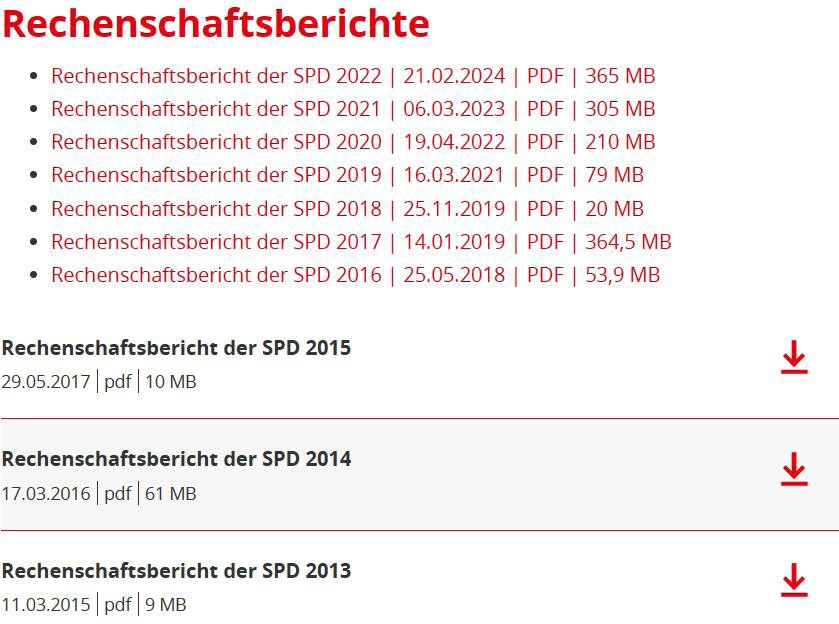 Rechenschaftsberichte
Rechenschaftsbericht der SPD 2022 | 21.02.2024 | PDF | 365 MB
Rechenschaftsbericht der SPD 2021 | 06.03.2023 | PDF | 305 MB
Rechenschaftsbericht der SPD 2020 | 19.04.2022 | PDF | 210 MB
Rechenschaftsbericht der SPD 2019 | 16.03.2021 | PDF | 79 MB
Rechenschaftsbericht der SPD 2018 | 25.11.2019 | PDF | 20 MB
Rechenschaftsbericht der SPD 2017 | 14.01.2019 | PDF | 364,5 MB
Rechenschaftsbericht der SPD 2016 | 25.05.2018 | PDF | 53,9 MB
Rechenschaftsbericht der SPD 2015
29.05.2017 | pdf | 10 MB
Rechenschaftsbericht der SPD 2014
17.03.2016 | pdf | 61 MB
Rechenschaftsbericht der SPD 2013
11.03.2015 | pdf | 9 MB